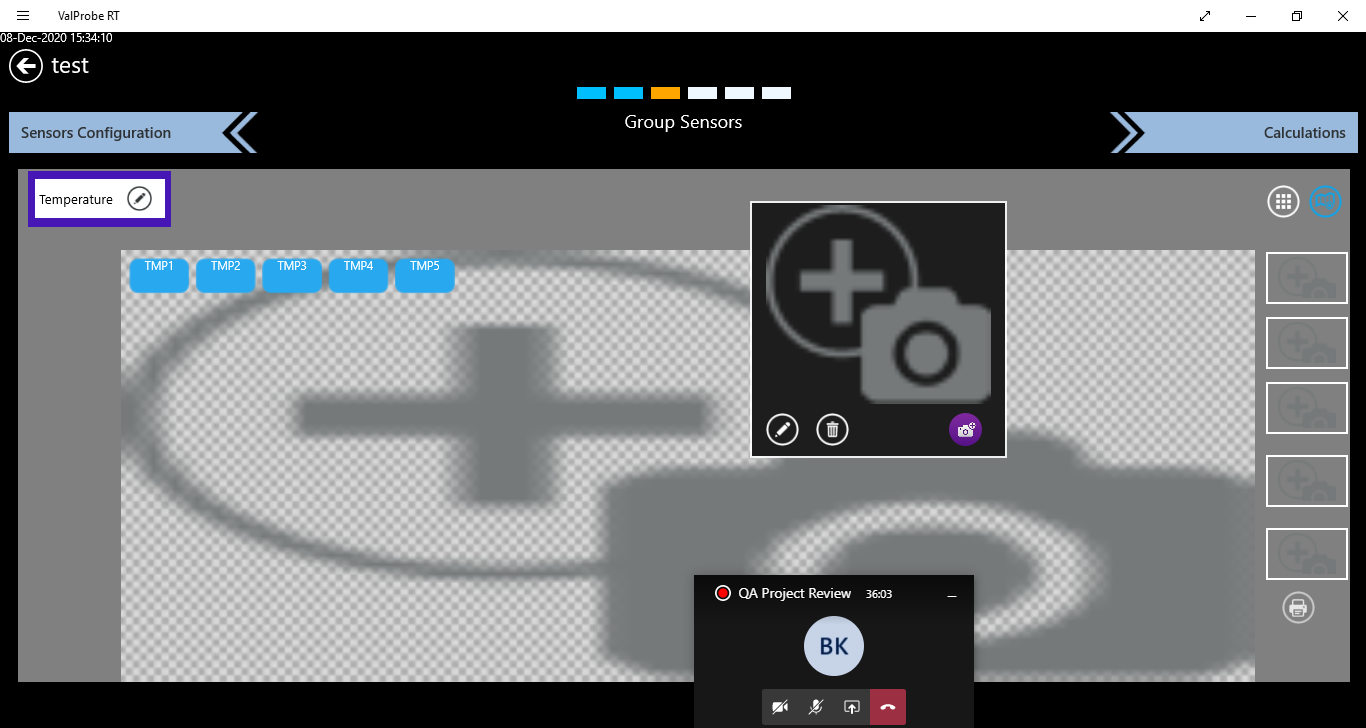 ValProbe RT
08-Dec-2020 15:34:10
test
Group Sensors
Sensors Configuration
Calculations
Temperature
TMP1 TMP2 TMP3 TMP4 TMP5
QA Project Review 36:03
BK